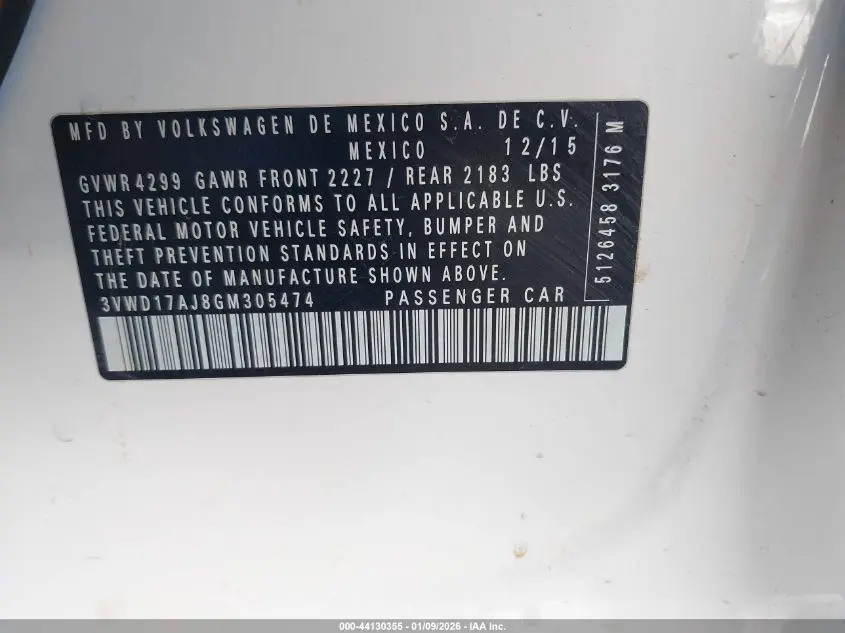 MFD BY VOLKSWAGEN DE MEXICO S.A. DE C.V.
MEXICO 12/15
GVWR 4299 GAWR FRONT 2227 / REAR 2183 LBS
THIS VEHICLE CONFORMS TO ALL APPLICABLE U.S.
FEDERAL MOTOR VEHICLE SAFETY, BUMPER AND
THEFT PREVENTION STANDARDS IN EFFECT ON
THE DATE OF MANUFACTURE SHOWN ABOVE.
3VWD17AJ8GM305474 PASSENGER CAR
5126458 3176 M
000-44130355 - 01/09/2026 - IAA Inc.